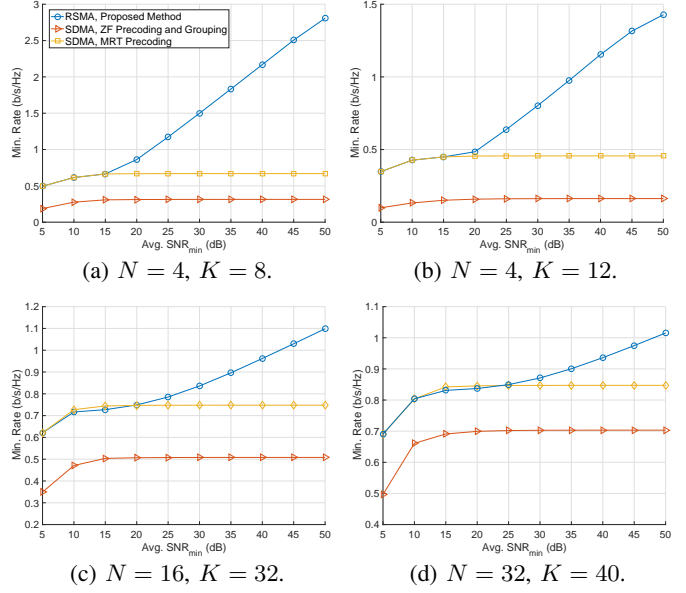 RSMA, Proposed Method
SDMA, ZF Precoding and Grouping
SDMA, MRT Precoding
Min. Rate (b/s/Hz)
3
2.5
2
1.5
1
0.5
0
5 10 15 20 25 30 35 40 45 50
Avg. SNR_min (dB)
(a) N = 4, K = 8.
Min. Rate (b/s/Hz)
1.5
1
0.5
0
5 10 15 20 25 30 35 40 45 50
Avg. SNR_min (dB)
(b) N = 4, K = 12.
Min. Rate (b/s/Hz)
1.2
1.1
1
0.9
0.8
0.7
0.6
0.5
0.4
0.3
0.2
5 10 15 20 25 30 35 40 45 50
Avg. SNR_min (dB)
(c) N = 16, K = 32.
Min. Rate (b/s/Hz)
1.1
1
0.9
0.8
0.7
0.6
0.5
0.4
5 10 15 20 25 30 35 40 45 50
Avg. SNR_min (dB)
(d) N = 32, K = 40.